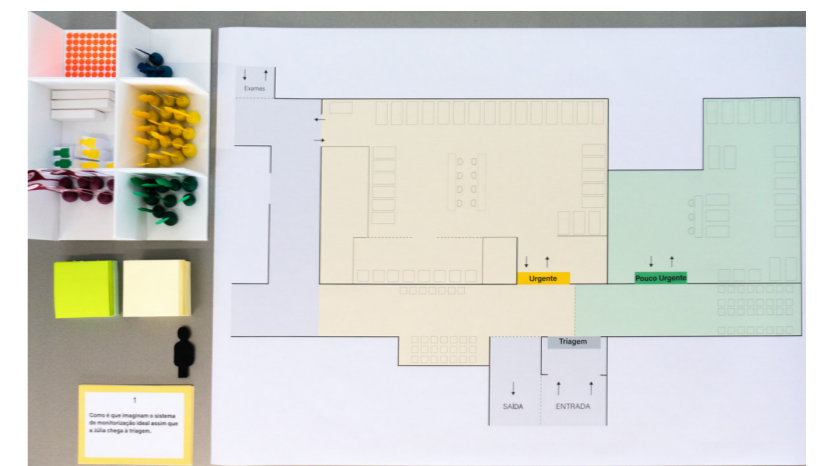 Exames
Urgente
Pouco Urgente
Triagem
SAÍDA
ENTRADA
1
Como é que imaginam o sistema
de monitorização ideal assim que
a Júlia chega à triagem.